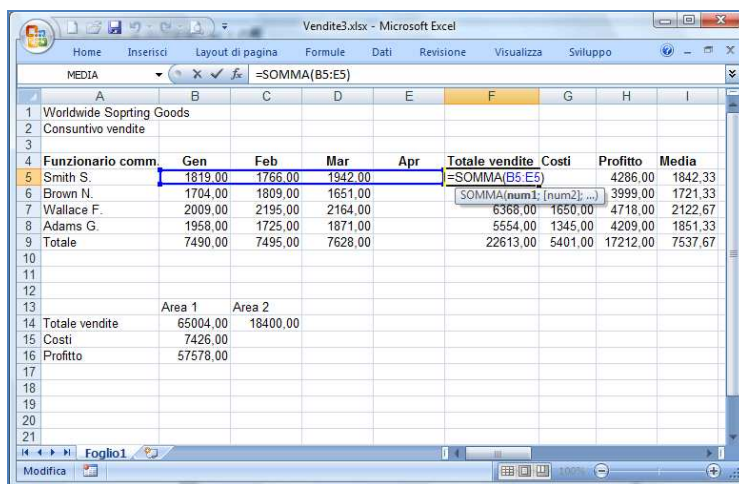 Vendite3.xlsx - Microsoft Excel
Home Inserisci Layout di pagina Formule Dati Revisione Visualizza Sviluppo
MEDIA fx =SOMMA(B5:E5)
A B C D E F G H I
1 Worldwide Soprting Goods
2 Consuntivo vendite
3
4 Funzionario comm. Gen Feb Mar Apr Totale vendite Costi Profitto Media
5 Smith S. 1819,00 1766,00 1942,00 =SOMMA(B5:E5) 4286,00 1842,33
6 Brown N. 1704,00 1809,00 1651,00 SOMMA(num1; [num2]; ...) 3999,00 1721,33
7 Wallace F. 2009,00 2195,00 2164,00 6368,00 1650,00 4718,00 2122,67
8 Adams G. 1958,00 1725,00 1871,00 5554,00 1345,00 4209,00 1851,33
9 Totale 7490,00 7495,00 7628,00 22613,00 5401,00 17212,00 7537,67
10
11
12
13 Area 1 Area 2
14 Totale vendite 65004,00 18400,00
15 Costi 7426,00
16 Profitto 57578,00
17
18
19
20
21
Foglio1
Modifica 100%